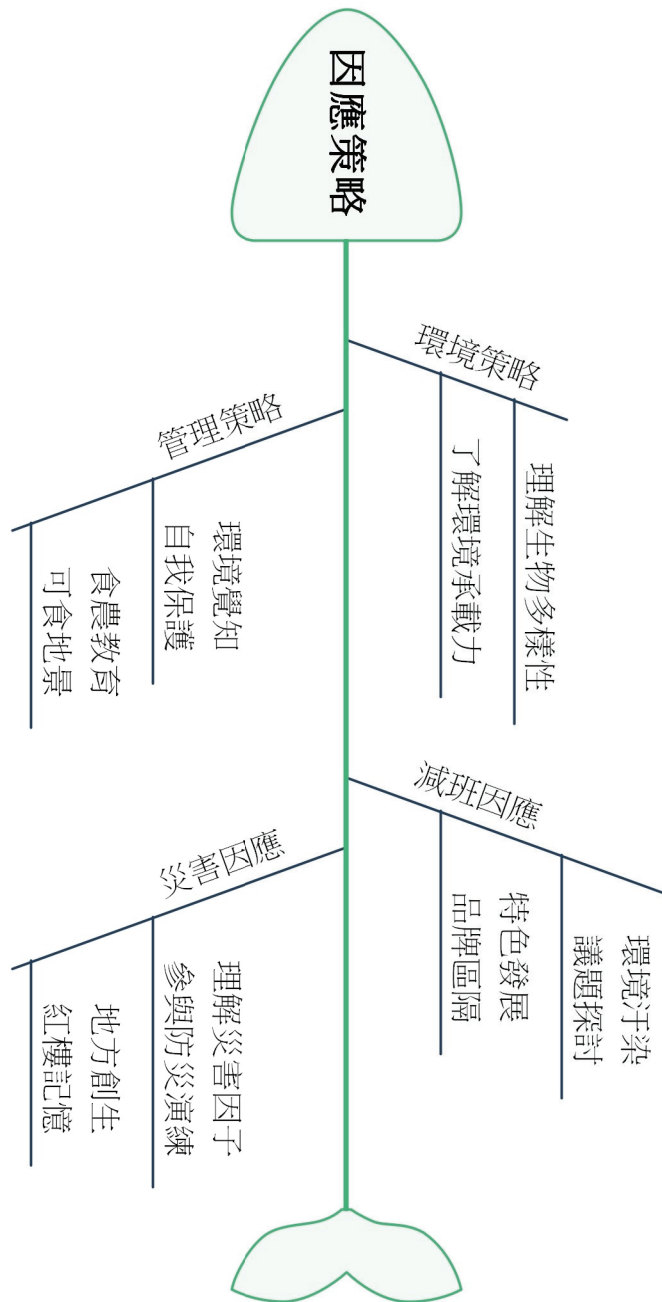 因應策略
環境策略
理解生物多樣性
了解環境承載力
管理策略
環境覺知
自我保護
食農教育
可食地景
減班因應
環境汙染
議題探討
特色發展
品牌區隔
災害因應
理解災害因子
參與防災演練
地方創生
紅樓記憶